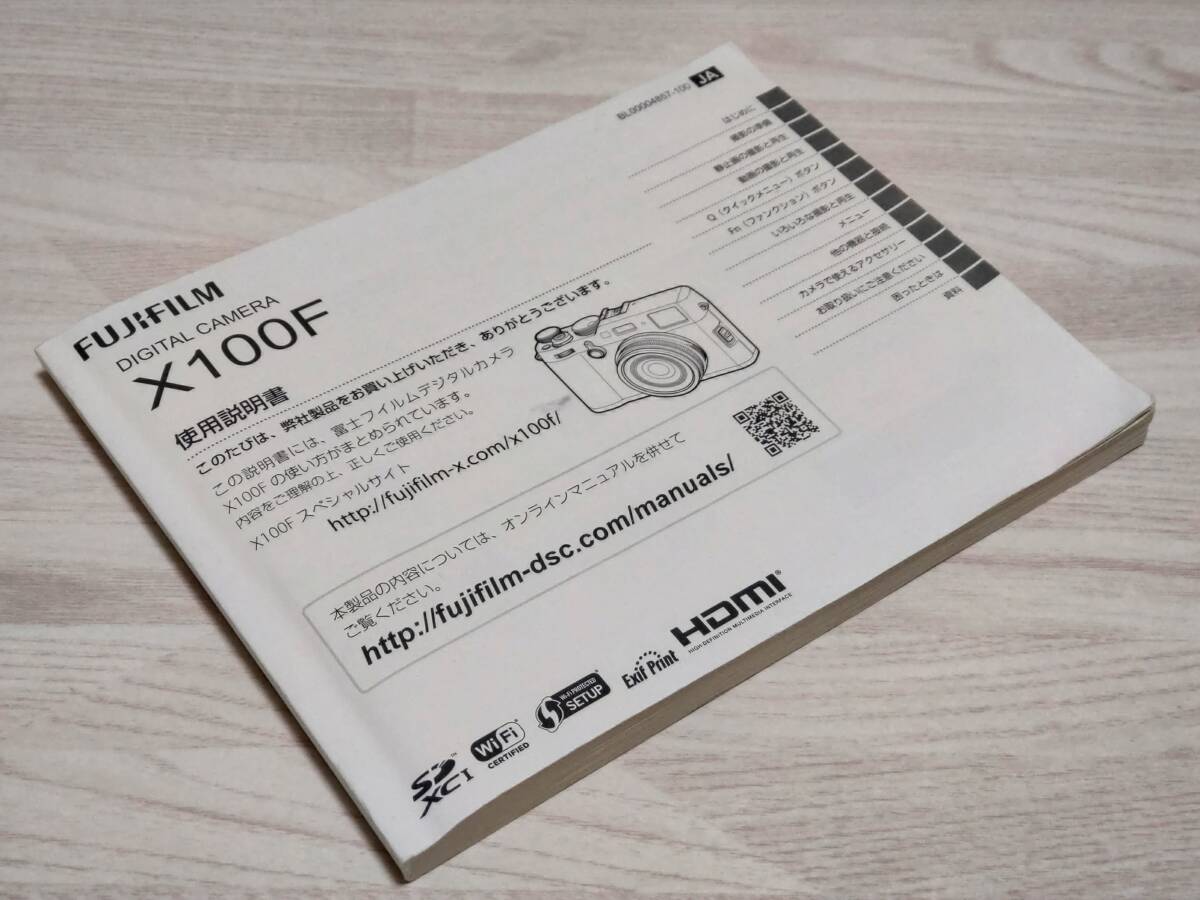 FUJIFILM
DIGITAL CAMERA
X100F
使用説明書
このたびは、弊社製品をお買い上げいただき、ありがとうございます。
この説明書には、富士フイルムデジタルカメラ
X100F の使い方がまとめられています。
内容をご理解の上、正しくご使用ください。
X100F スペシャルサイト
http://fujifilm-x.com/x100f/
本製品の内容については、オンラインマニュアルを併せて
ご覧ください。
http://fujifilm-dsc.com/manuals/
BL00004857-100 JA
はじめに
撮影の準備
静止画の撮影と再生
動画の撮影と再生
Q（クイックメニュー）ボタン
Fn（ファンクション）ボタン
いろいろな撮影と再生
メニュー
他の機器と接続
カメラで使えるアクセサリー
お取り扱いにご注意ください
困ったときは
資料
SD XC I ™
Wi Fi CERTIFIED ®
WI-FI PROTECTED SETUP
Exif Print
HDMI ®
HIGH DEFINITION MULTIMEDIA INTERFACE